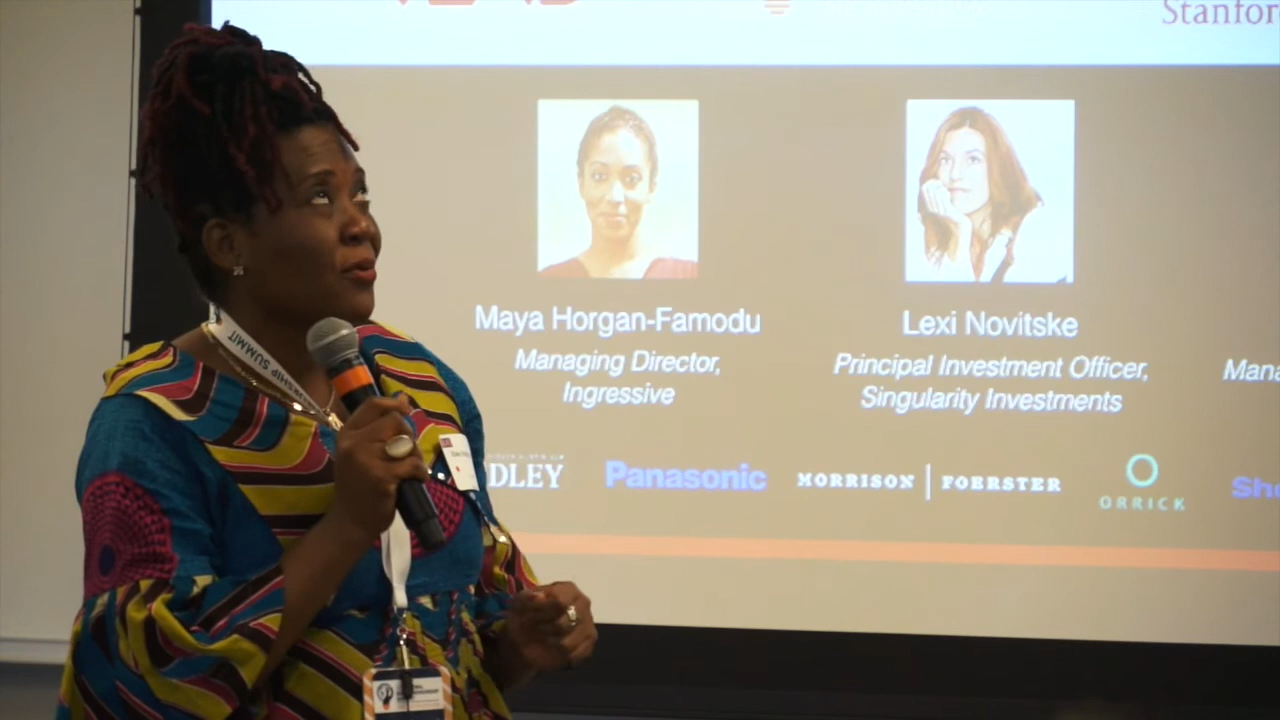 Stanfor
Maya Horgan-Famodu
Managing Director,
Ingressive
Lexi Novitske
Principal Investment Officer,
Singularity Investments
Mana
DLEY
Panasonic
MORRISON | FOERSTER
ORRICK
She
SUMMIT